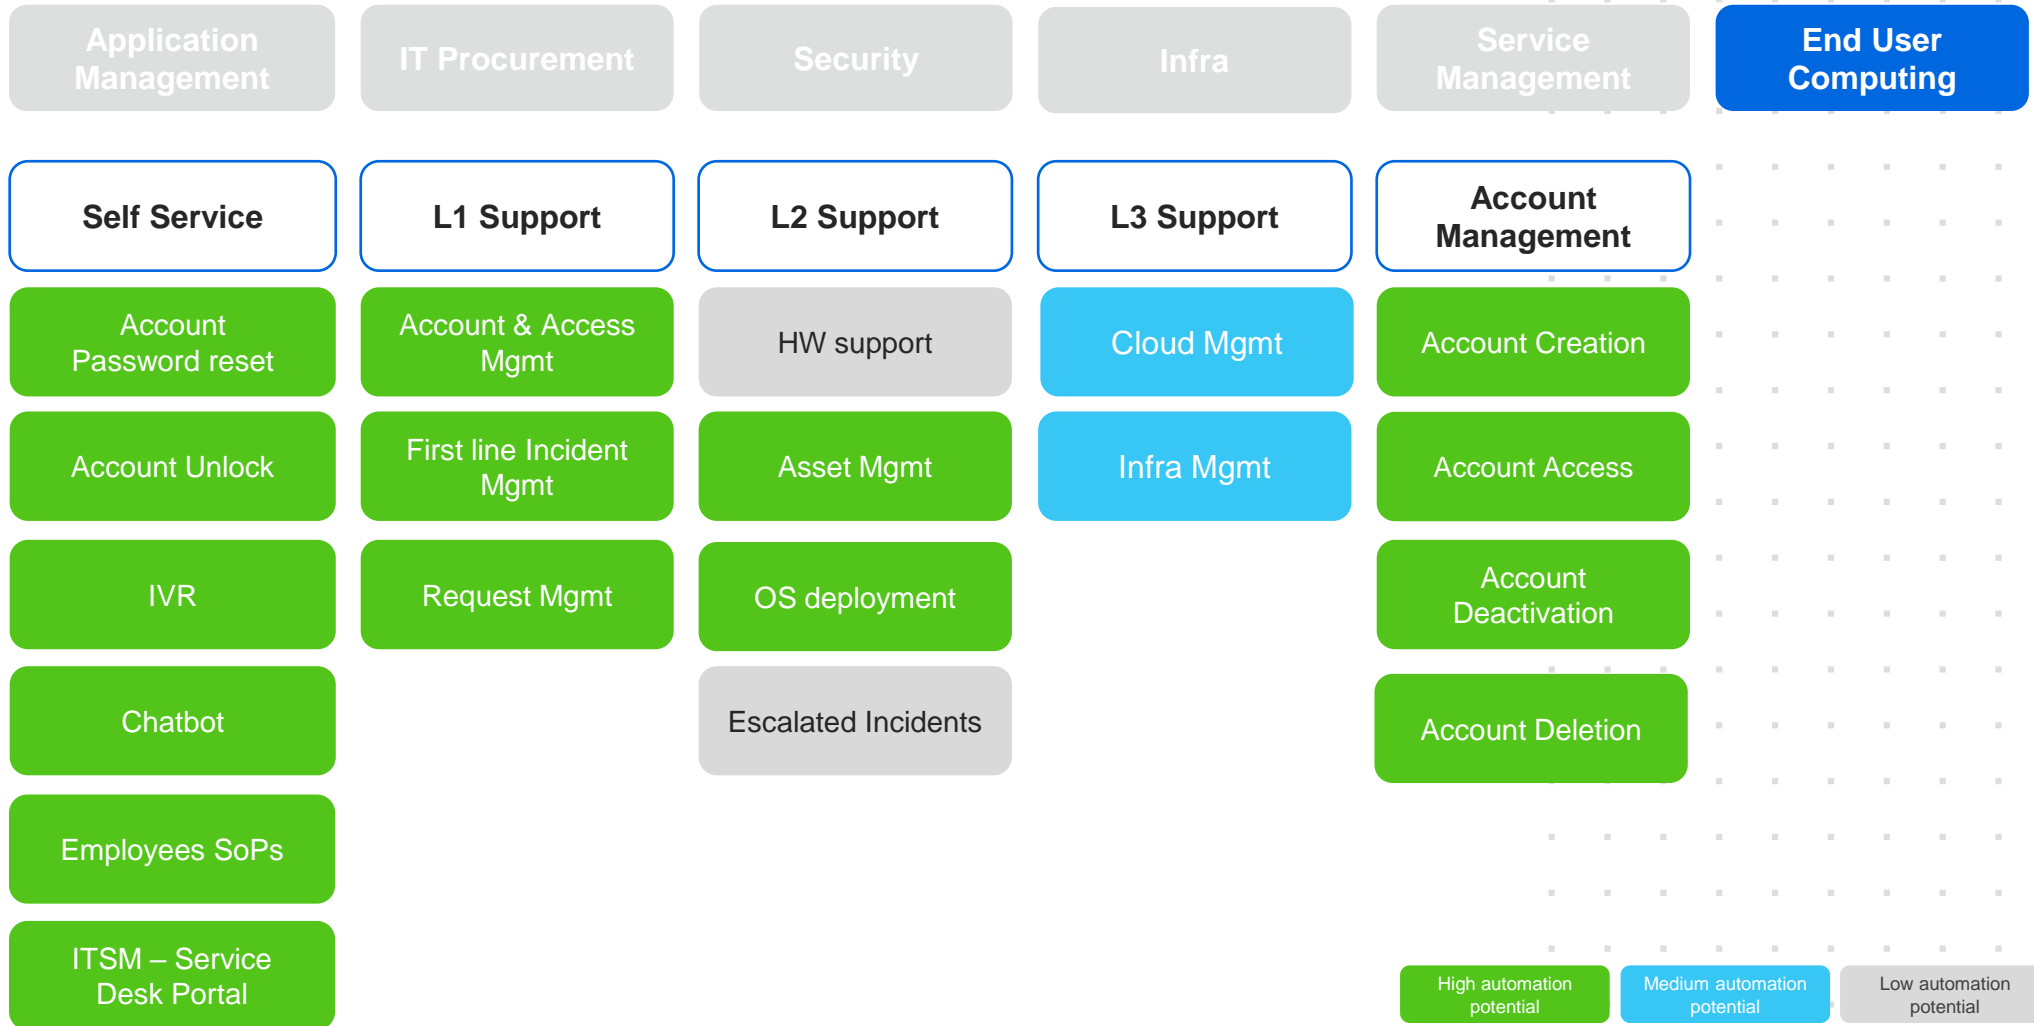 Application
Management
IT Procurement
Security
Infra
Service
Management
End User
Computing
Self Service
L1 Support
L2 Support
L3 Support
Account
Management
Account
Password reset
Account & Access
Mgmt
HW support
Cloud Mgmt
Account Creation
Account Unlock
First line Incident
Mgmt
Asset Mgmt
Infra Mgmt
Account Access
IVR
Request Mgmt
OS deployment
Account
Deactivation
Chatbot
Escalated Incidents
Account Deletion
Employees SoPs
ITSM – Service
Desk Portal
High automation
potential
Medium automation
potential
Low automation
potential